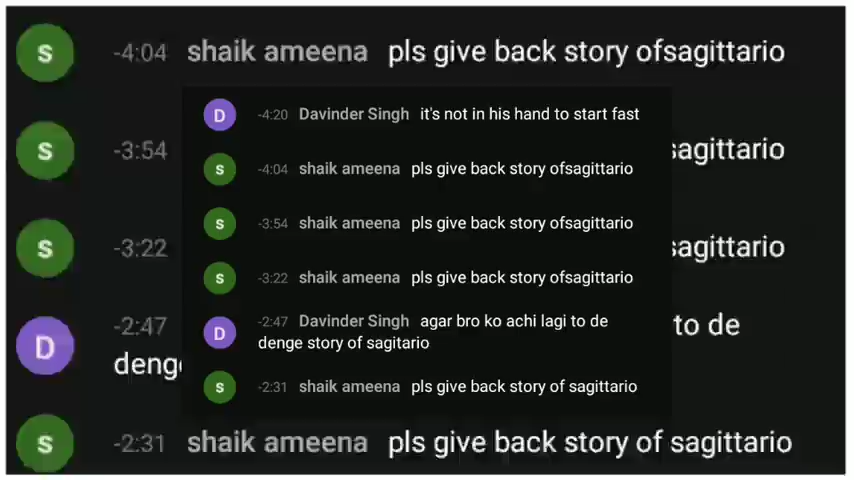 S -4:04 shaik ameena pls give back story ofsagittario
D -4:20 Davinder Singh it's not in his hand to start fast
S -4:04 shaik ameena pls give back story ofsagittario
S -3:54 sagittario
S -3:54 shaik ameena pls give back story ofsagittario
S -3:22 sagittario
S -3:22 shaik ameena pls give back story ofsagittario
D -2:47 to de
deng
D -2:47 Davinder Singh agar bro ko achi lagi to de
denge story of sagitario
S -2:31 shaik ameena pls give back story of sagittario
S -2:31 shaik ameena pls give back story of sagittario